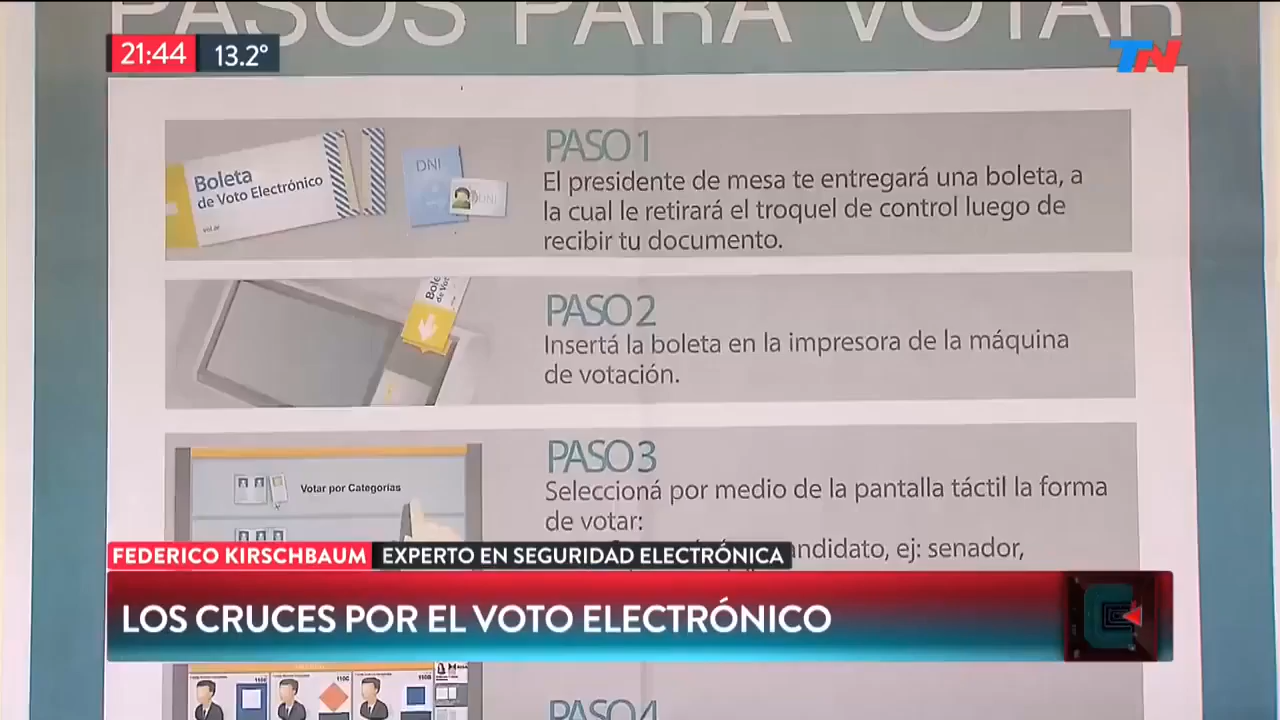 PASOS PARA VOTAR
21:44 13.2°
TN
Boleta
de Voto Electrónico
DNI
DNI
PASO 1
El presidente de mesa te entregará una boleta, a
la cual le retirará el troquel de control luego de
recibir tu documento.
PASO 2
Insertá la boleta en la impresora de la máquina
de votación.
PASO 3
Seleccioná por medio de la pantalla táctil la forma
de votar:
andidato, ej: senador,
Votar por Categorías
FEDERICO KIRSCHBAUM EXPERTO EN SEGURIDAD ELECTRÓNICA
LOS CRUCES POR EL VOTO ELECTRÓNICO
PASO 4